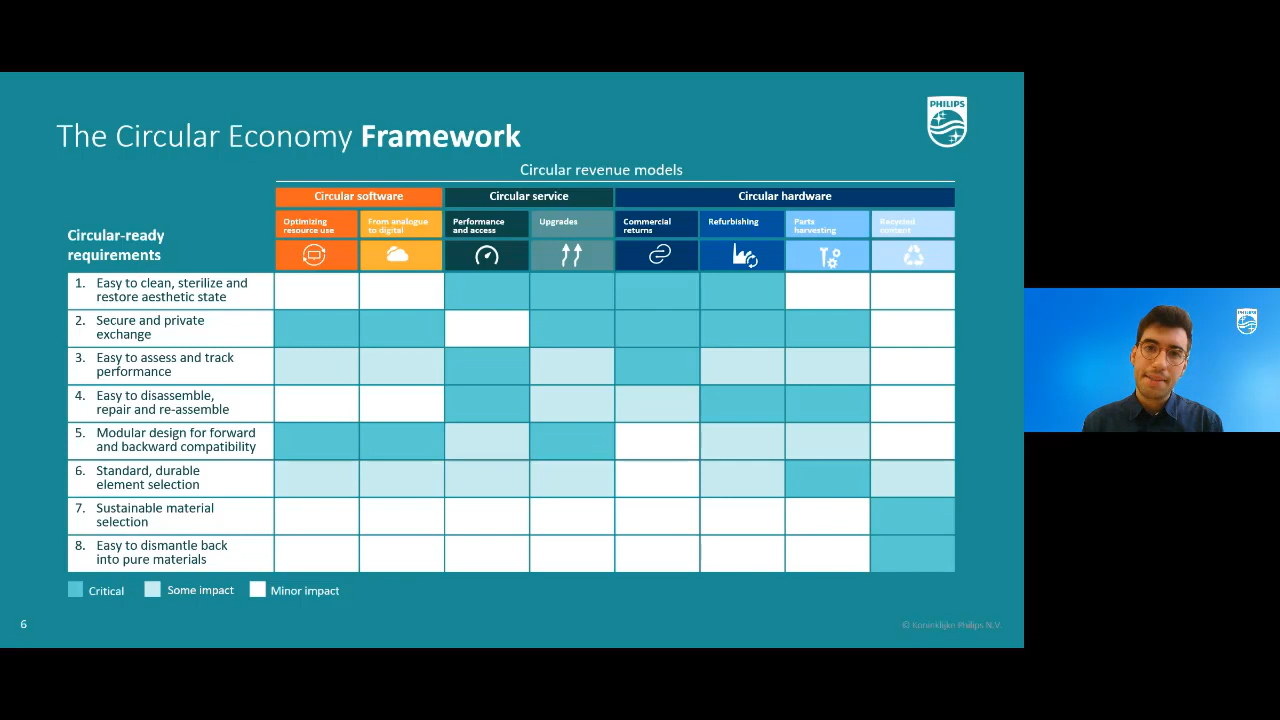 PHILIPS
The Circular Economy Framework
Circular revenue models
Circular software
Circular service
Circular hardware
Optimizing
resource use
From analogue
to digital
Performance
and access
Upgrades
Commercial
returns
Refurbishing
Parts
harvesting
Recycled
content
Circular-ready
requirements
1. Easy to clean, sterilize and
restore aesthetic state
2. Secure and private
exchange
3. Easy to assess and track
performance
4. Easy to disassemble,
repair and re-assemble
5. Modular design for forward
and backward compatibility
6. Standard, durable
element selection
7. Sustainable material
selection
8. Easy to dismantle back
into pure materials
Critical
Some impact
Minor impact
6
© Koninklijke Philips N.V.
PHILIPS